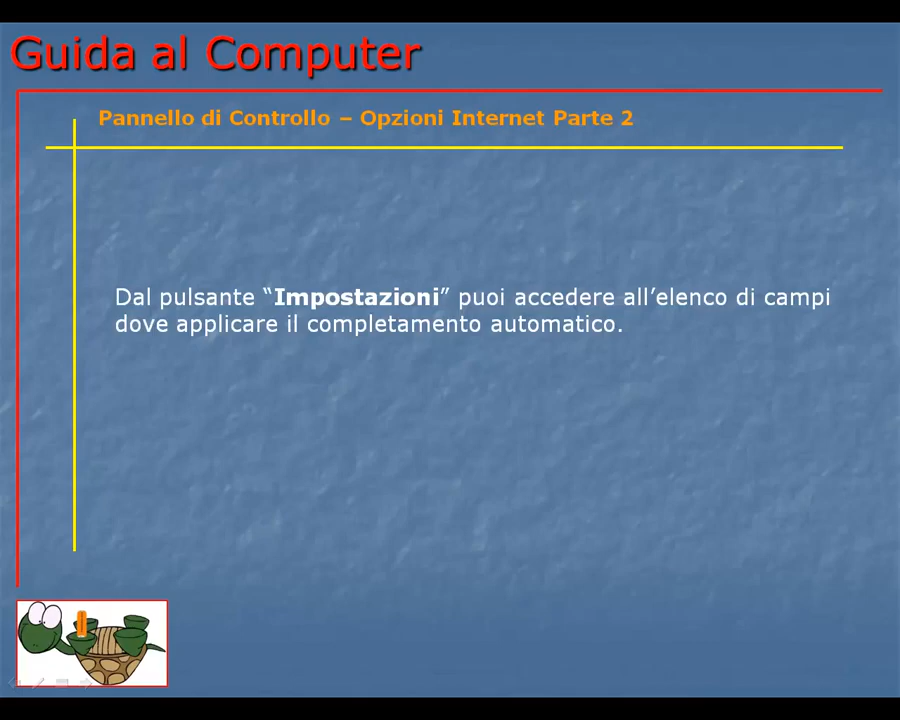 Guida al Computer
Pannello di Controllo – Opzioni Internet Parte 2
Dal pulsante “Impostazioni” puoi accedere all’elenco di campi
dove applicare il completamento automatico.